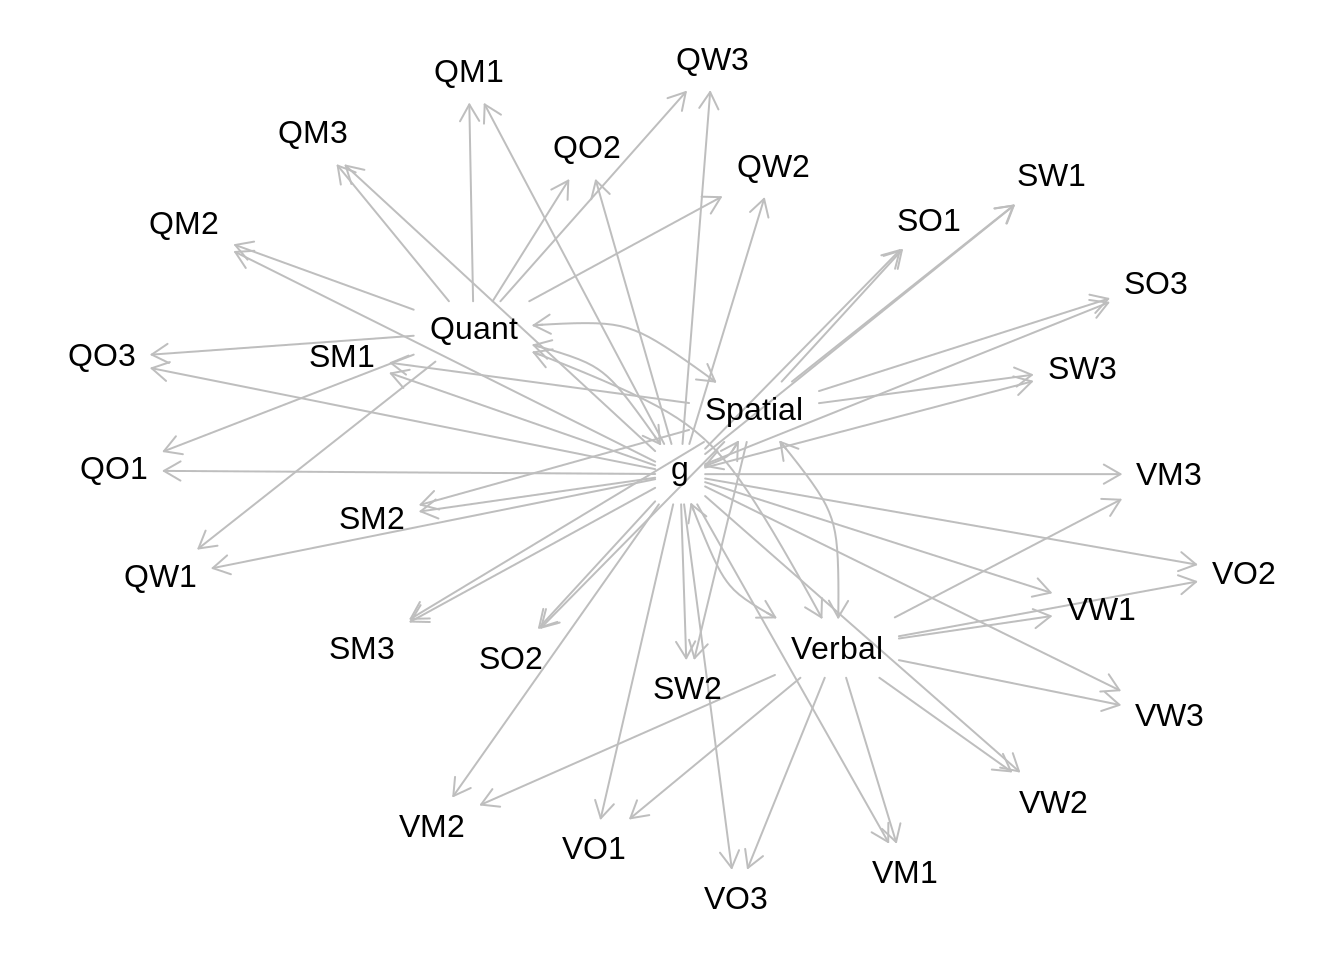 QW3
QM1
QM3
QO2
QW2
SW1
SO1
QM2
SO3
Quant
QO3
SM1
SW3
Spatial
QO1
g
VM3
SM2
QW1
VO2
VW1
SM3
SO2
Verbal
SW2
VW3
VW2
VM2
VO1
VM1
VO3